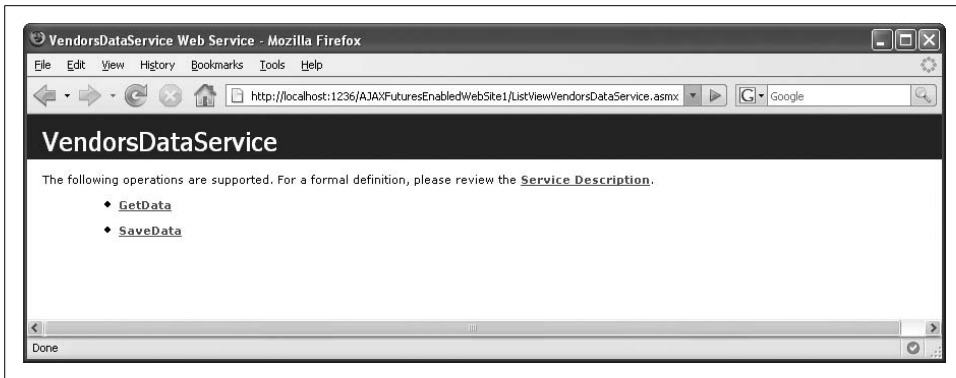 VendorsDataService Web Service - Mozilla Firefox
File Edit View History Bookmarks Tools Help
http://localhost:1236/AJAXFuturesEnabledWebSite1/ListViewVendorsDataService.asmx G Google
VendorsDataService
The following operations are supported. For a formal definition, please review the Service Description.
GetData
SaveData
Done